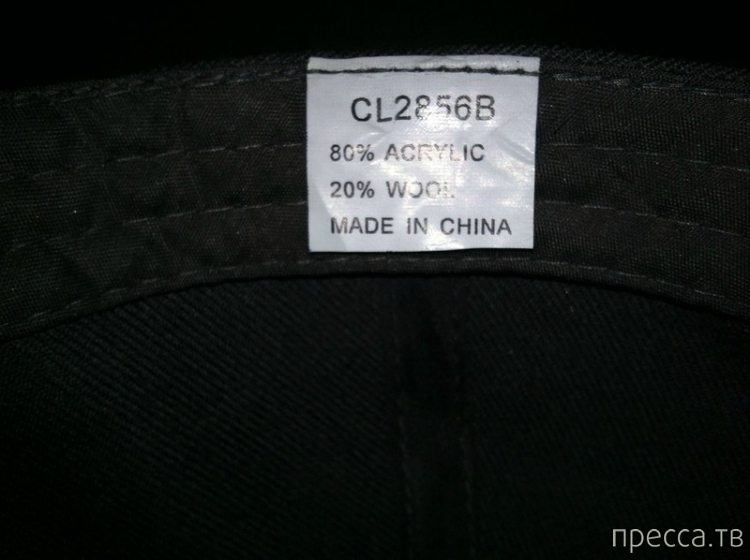 CL2856B
80% ACRYLIC
20% WOOL
MADE IN CHINA
пресса.тв